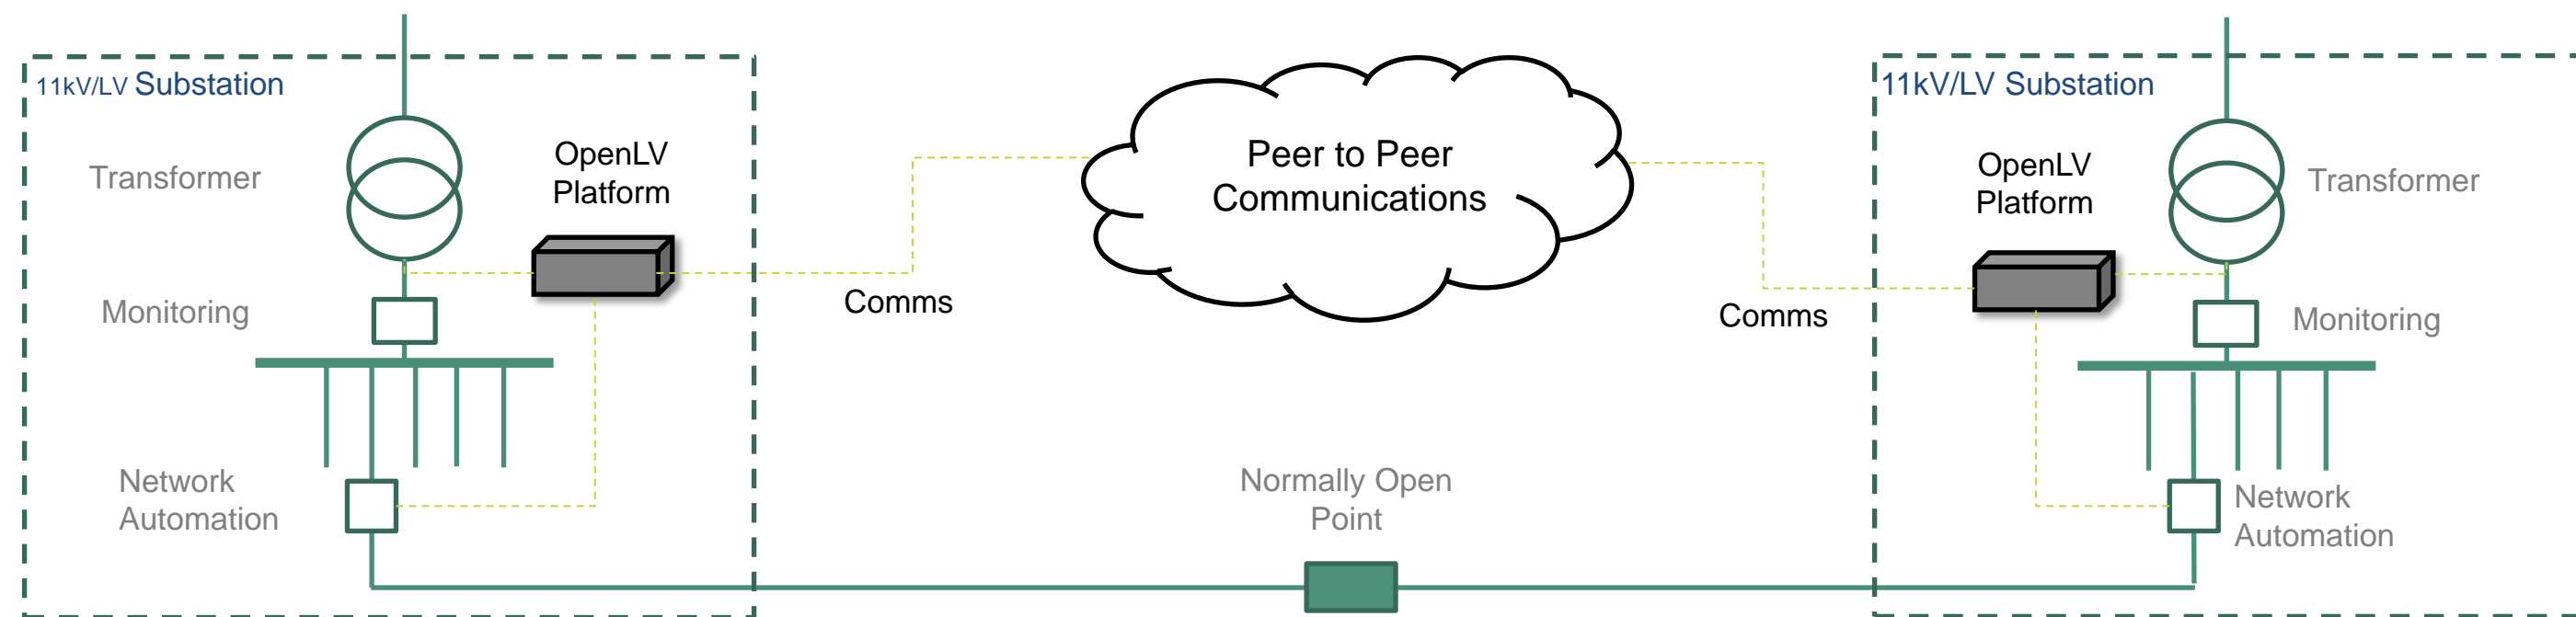 11kV/LV Substation
Transformer
OpenLV
Platform
Monitoring
Network
Automation
Comms
Peer to Peer
Communications
Normally Open
Point
Comms
11kV/LV Substation
OpenLV
Platform
Transformer
Monitoring
Network
Automation